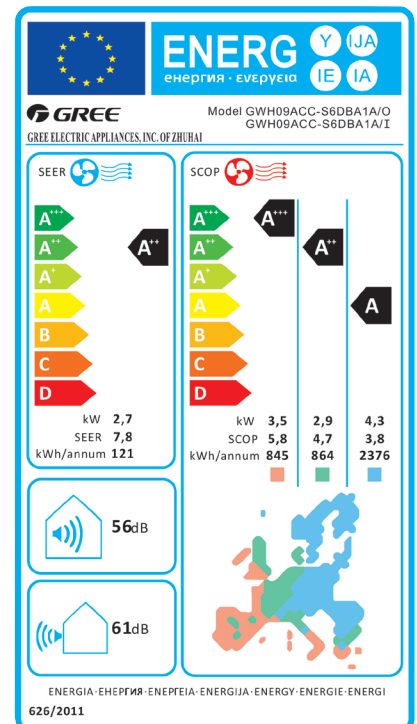 ENERG Y IJA
енергия · ενεργεια IE IA
GREE
Model GWH09ACC-S6DBA1A/O
GWH09ACC-S6DBA1A/I
GREE ELECTRIC APPLIANCES, INC. OF ZHUHAI
SEER
SCOP
A+++ A+++ A+++
A++ A++ A++ A++
A+ A+
A A A
B B
C C
D D
kW 2,7
SEER 7,8
kWh/annum 121
kW 3,5 2,9 4,3
SCOP 5,8 4,7 3,8
kWh/annum 845 864 2376
56dB
61dB
ENERGIA·ЕНЕРГИЯ·ΕΝΕΡΓΕΙΑ·ENERGIJA·ENERGY·ENERGIE·ENERGI
626/2011